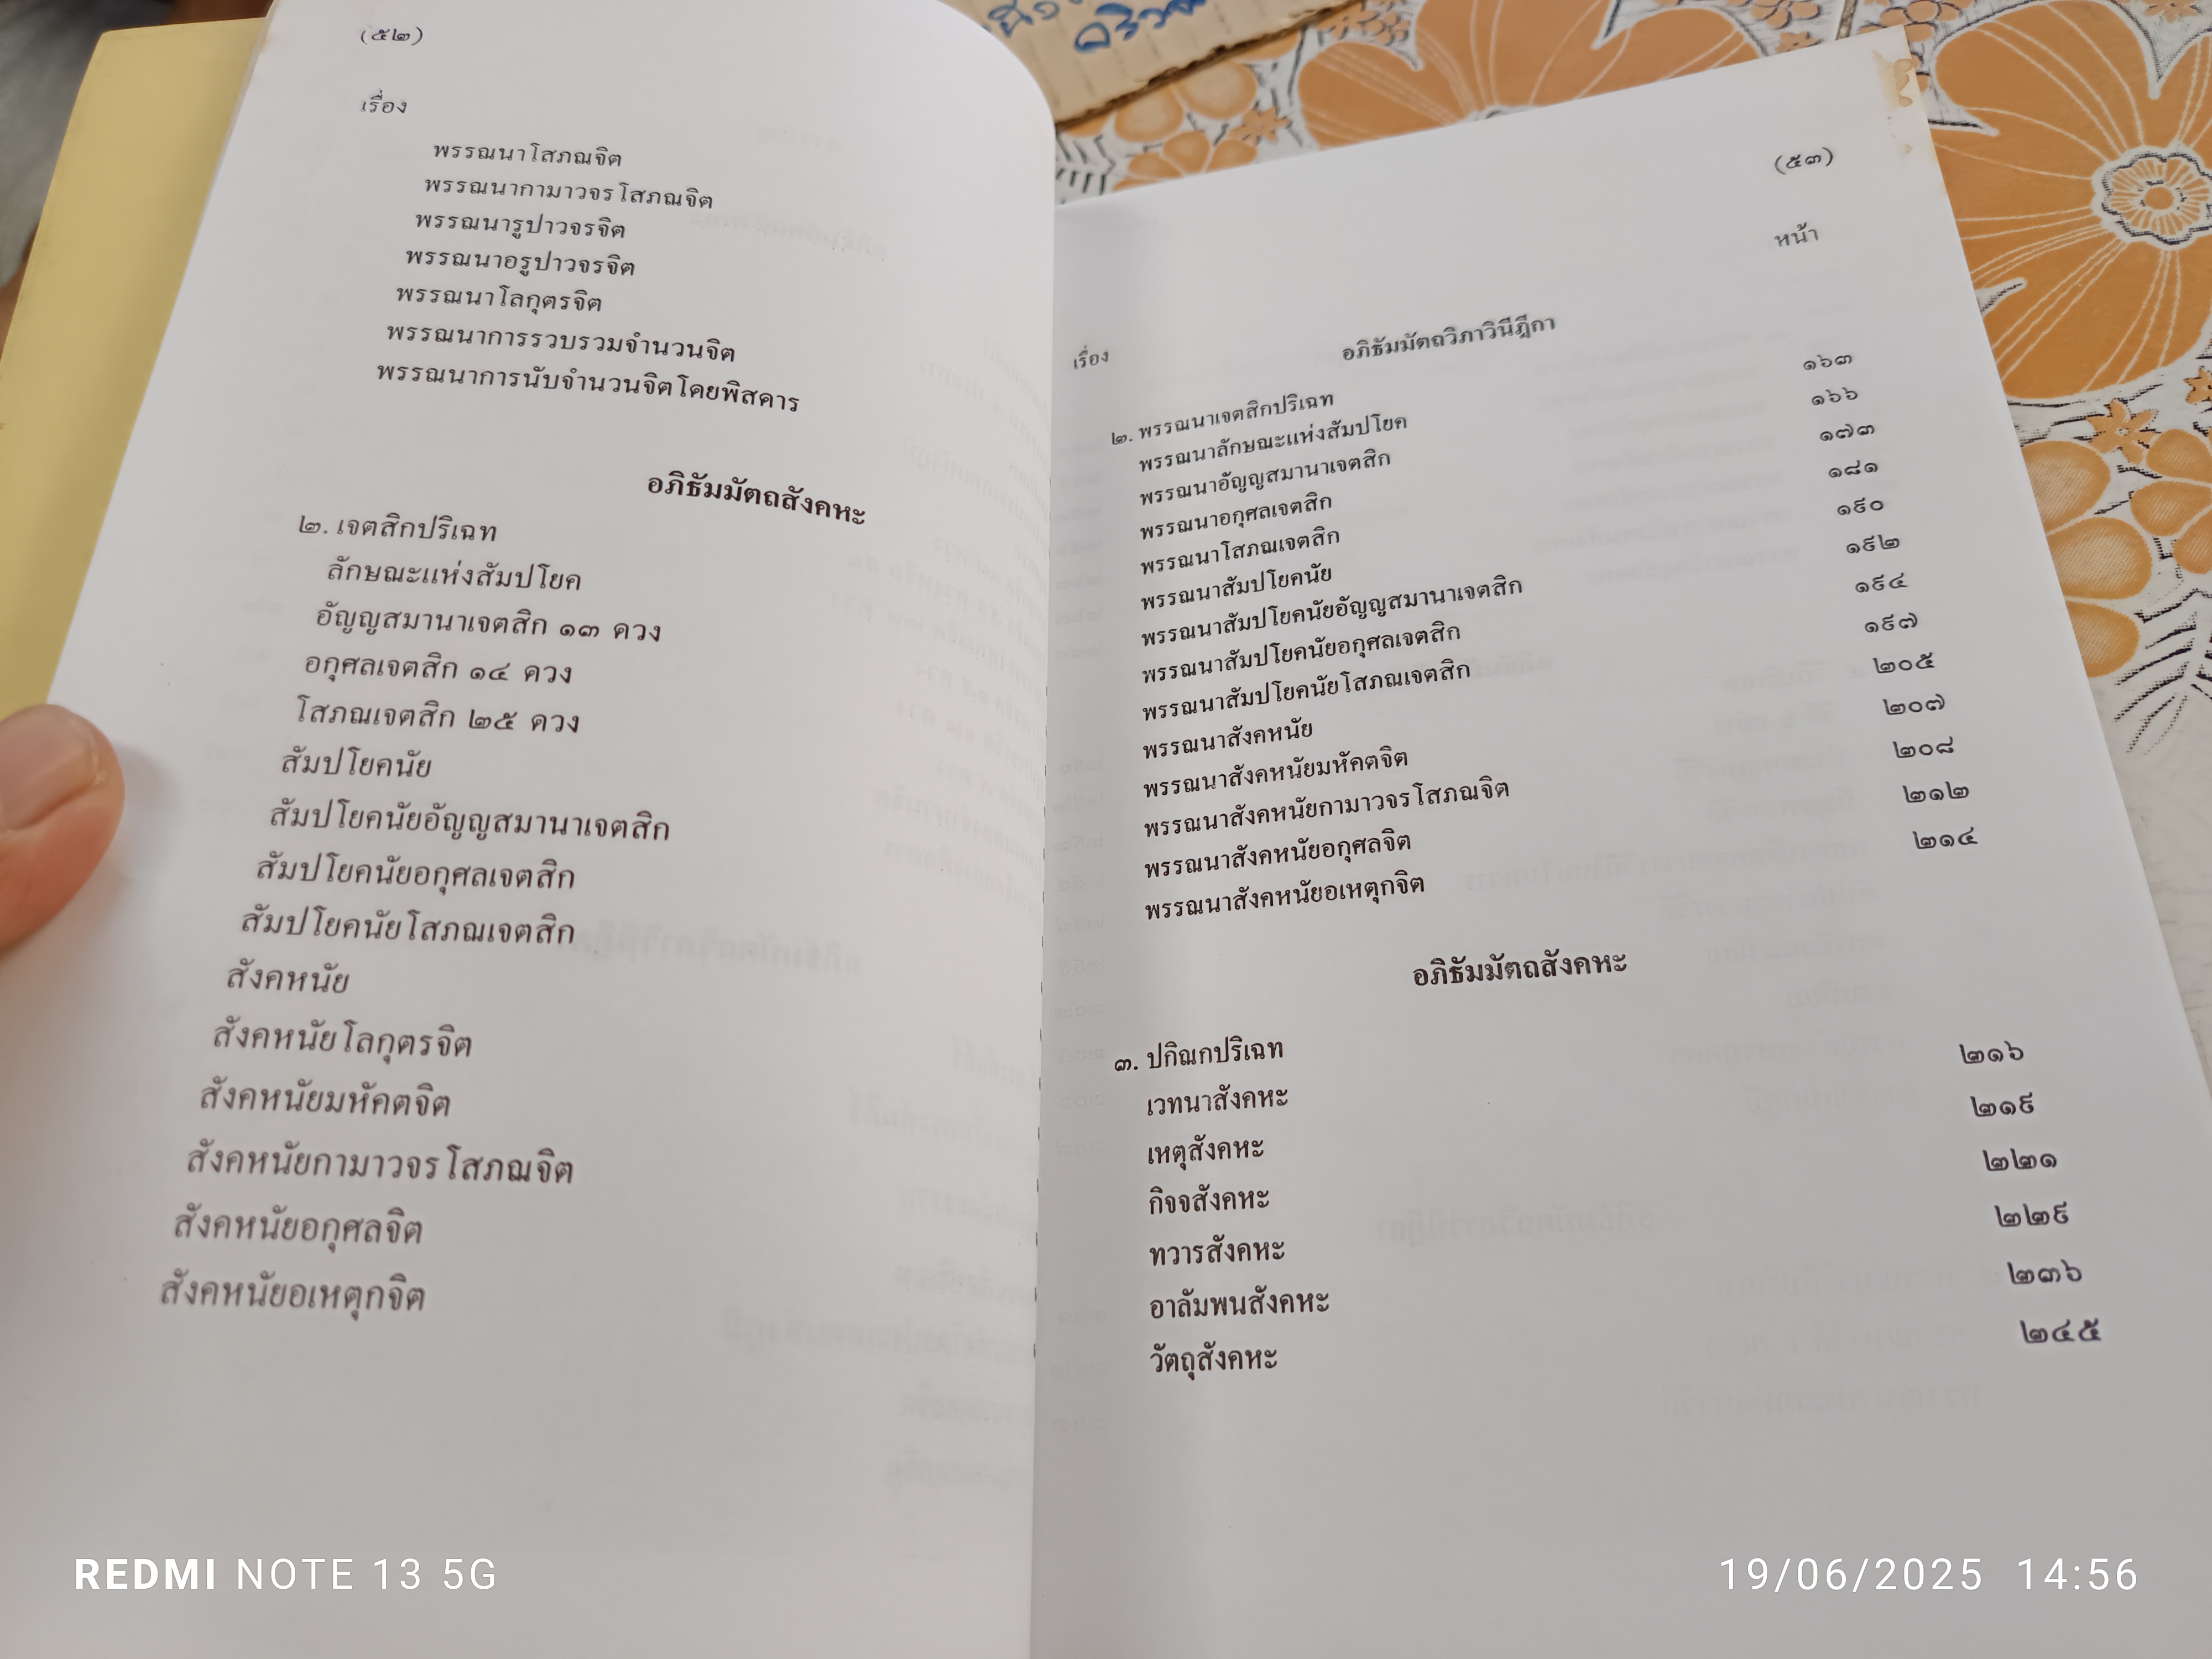 (๕๒)
เรื่อง
พรรณนาโสภณจิต
พรรณนากามาวจรโสภณจิต
พรรณนารูปาวจรจิต
พรรณนาอรูปาวจรจิต
พรรณนาโลกุตรจิต
พรรณนาการรวบรวมจำนวนจิต
พรรณนาการนับจำนวนจิตโดยพิสดาร
อภิธัมมัตถสังคหะ
๒. เจตสิกปริเฉท
ลักษณะแห่งสัมปโยค
อัญญสมานาเจตสิก ๑๓ ดวง
อกุศลเจตสิก ๑๔ ดวง
โสภณเจตสิก ๒๕ ดวง
สัมปโยคนัย
สัมปโยคนัยอัญญสมานาเจตสิก
สัมปโยคนัยอกุศลเจตสิก
สัมปโยคนัยโสภณเจตสิก
สังคหนัย
สังคหนัยโลกุตรจิต
สังคหนัยมหัคตจิต
สังคหนัยกามาวจรโสภณจิต
สังคหนัยอกุศลจิต
สังคหนัยอเหตุกจิต
(๕๓)
หน้า
เรื่อง
อภิธัมมัตถวิภาวินีฎีกา
๒. พรรณนาเจตสิกปริเฉท ๑๖๓
พรรณนาลักษณะแห่งสัมปโยค ๑๖๖
พรรณนาอัญญสมานาเจตสิก ๑๗๓
พรรณนาอกุศลเจตสิก ๑๘๑
พรรณนาโสภณเจตสิก ๑๙๐
พรรณนาสัมปโยคนัย ๑๙๒
พรรณนาสัมปโยคนัยอัญญสมานาเจตสิก ๑๙๔
พรรณนาสัมปโยคนัยอกุศลเจตสิก ๑๙๗
พรรณนาสัมปโยคนัยโสภณเจตสิก ๒๐๕
พรรณนาสังคหนัย ๒๐๗
พรรณนาสังคหนัยมหัคตจิต ๒๐๘
พรรณนาสังคหนัยกามาวจรโสภณจิต ๒๑๒
พรรณนาสังคหนัยอกุศลจิต ๒๑๔
พรรณนาสังคหนัยอเหตุกจิต
อภิธัมมัตถสังคหะ
๓. ปกิณกปริเฉท
เวทนาสังคหะ ๒๑๖
เหตุสังคหะ ๒๑๙
กิจจสังคหะ ๒๒๑
ทวารสังคหะ ๒๒๙
อาลัมพนสังคหะ ๒๓๖
วัตถุสังคหะ ๒๔๕
REDMI NOTE 13 5G
19/06/2025 14:56